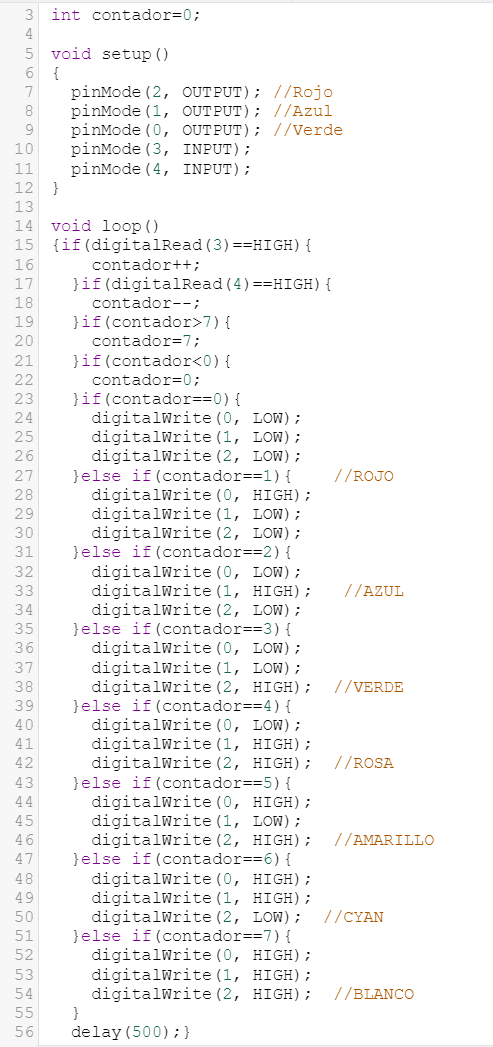 3 int contador=0;
4
5 void setup()
6 {
7   pinMode(2, OUTPUT); //Rojo
8   pinMode(1, OUTPUT); //Azul
9   pinMode(0, OUTPUT); //Verde
10   pinMode(3, INPUT);
11   pinMode(4, INPUT);
12 }
13
14 void loop()
15 {if(digitalRead(3)==HIGH){
16     contador++;
17   }if(digitalRead(4)==HIGH){
18     contador--;
19   }if(contador>7){
20     contador=7;
21   }if(contador<0){
22     contador=0;
23   }if(contador==0){
24     digitalWrite(0, LOW);
25     digitalWrite(1, LOW);
26     digitalWrite(2, LOW);
27   }else if(contador==1){    //ROJO
28     digitalWrite(0, HIGH);
29     digitalWrite(1, LOW);
30     digitalWrite(2, LOW);
31   }else if(contador==2){
32     digitalWrite(0, LOW);
33     digitalWrite(1, HIGH);   //AZUL
34     digitalWrite(2, LOW);
35   }else if(contador==3){
36     digitalWrite(0, LOW);
37     digitalWrite(1, LOW);
38     digitalWrite(2, HIGH);  //VERDE
39   }else if(contador==4){
40     digitalWrite(0, LOW);
41     digitalWrite(1, HIGH);
42     digitalWrite(2, HIGH);  //ROSA
43   }else if(contador==5){
44     digitalWrite(0, HIGH);
45     digitalWrite(1, LOW);
46     digitalWrite(2, HIGH);  //AMARILLO
47   }else if(contador==6){
48     digitalWrite(0, HIGH);
49     digitalWrite(1, HIGH);
50     digitalWrite(2, LOW);  //CYAN
51   }else if(contador==7){
52     digitalWrite(0, HIGH);
53     digitalWrite(1, HIGH);
54     digitalWrite(2, HIGH);  //BLANCO
55   }
56   delay(500);}